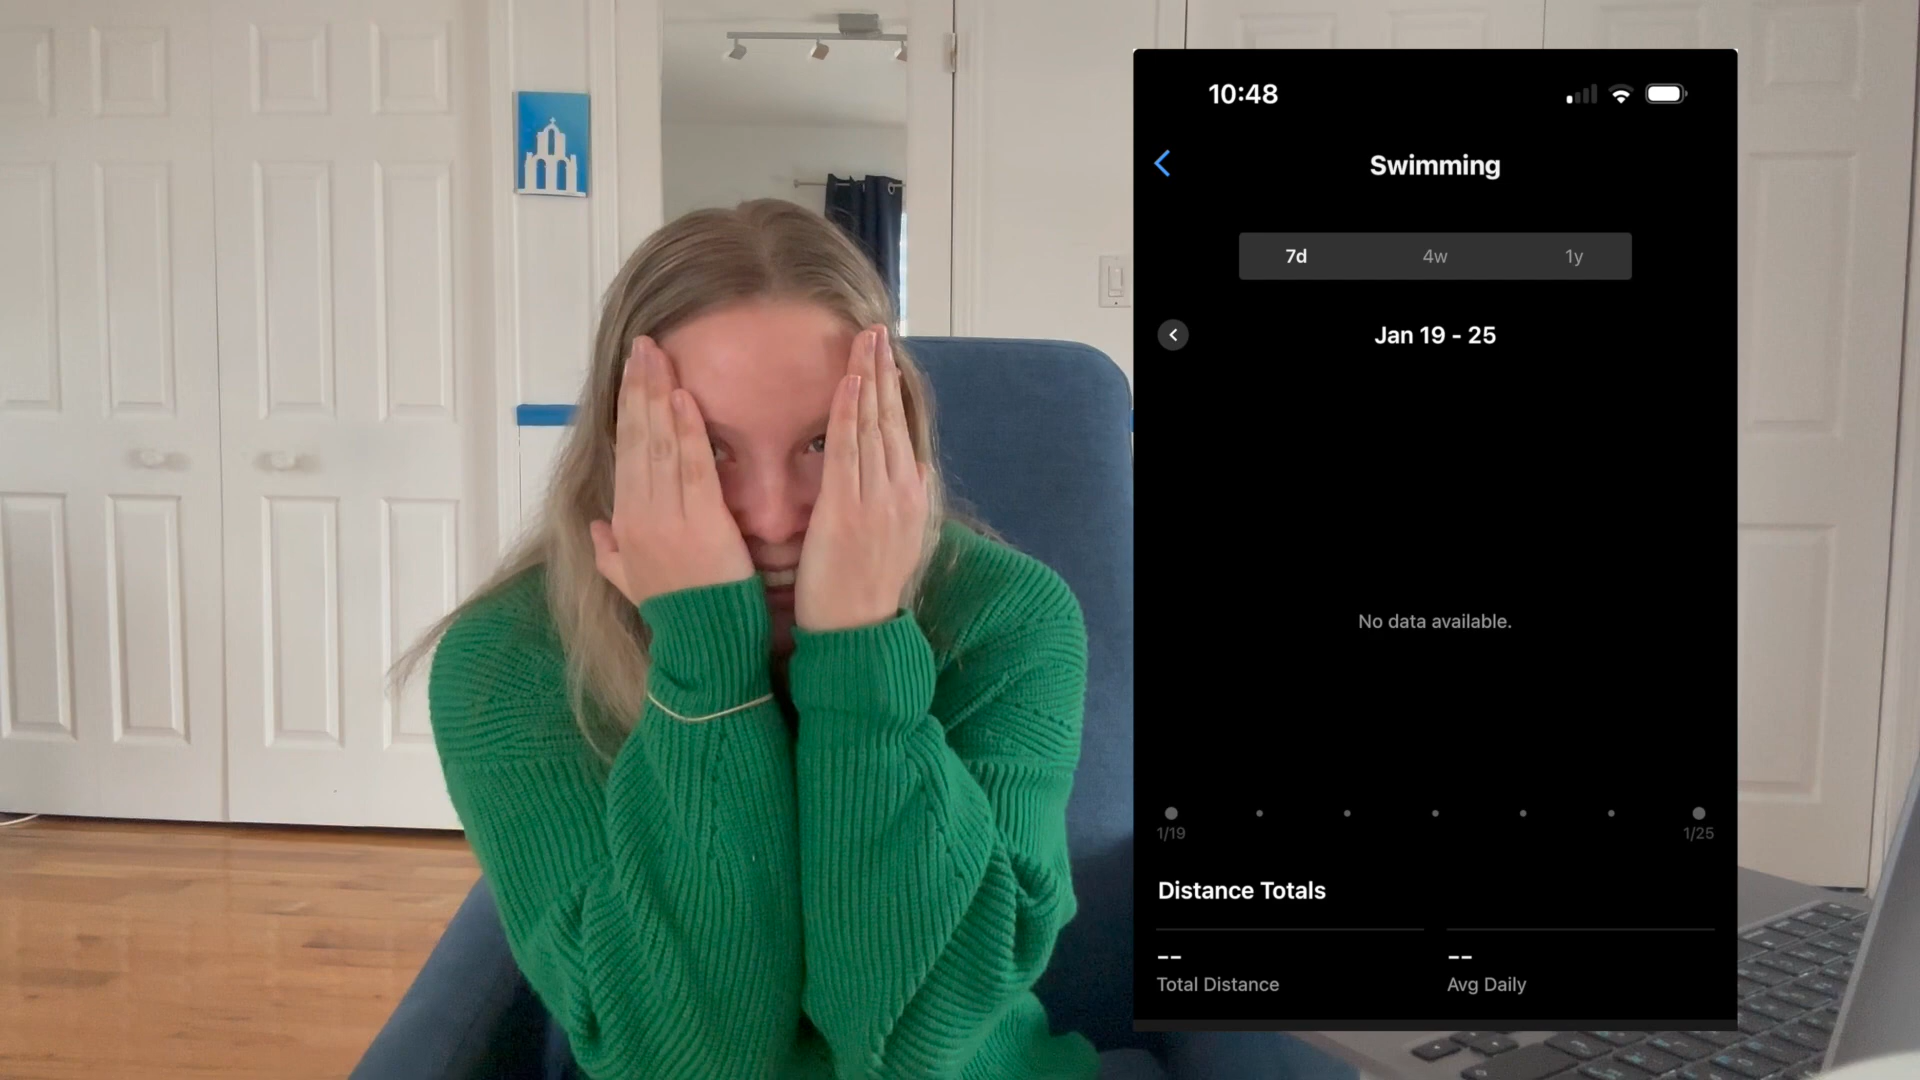 10:48
Swimming
7d 4w 1y
Jan 19 - 25
No data available.
1/19 1/25
Distance Totals
-- --
Total Distance Avg Daily